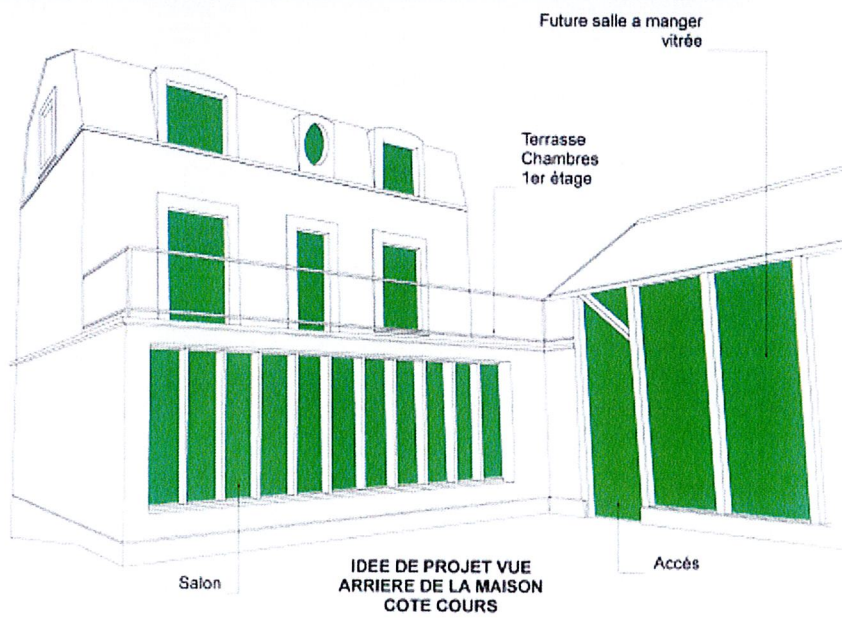 Future salle a manger
vitrée
Terrasse
Chambres
1er étage
Salon
IDEE DE PROJET VUE
ARRIERE DE LA MAISON
COTE COURS
Accès